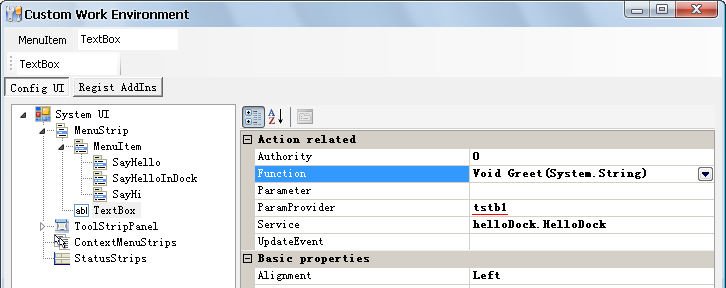 Custom Work Environment
MenuItem TextBox
TextBox
Config UI Regist AddIns
System UI
MenuStrip
MenuItem
SayHello
SayHelloInDock
SayHi
abl TextBox
ToolStripPanel
ContextMenuStrips
StatusStrips
Action related
Authority 0
Function Void Greet(System.String)
Parameter
ParamProvider tstb1
Service helloDock.HelloDock
UpdateEvent
Basic properties
Alignment Left